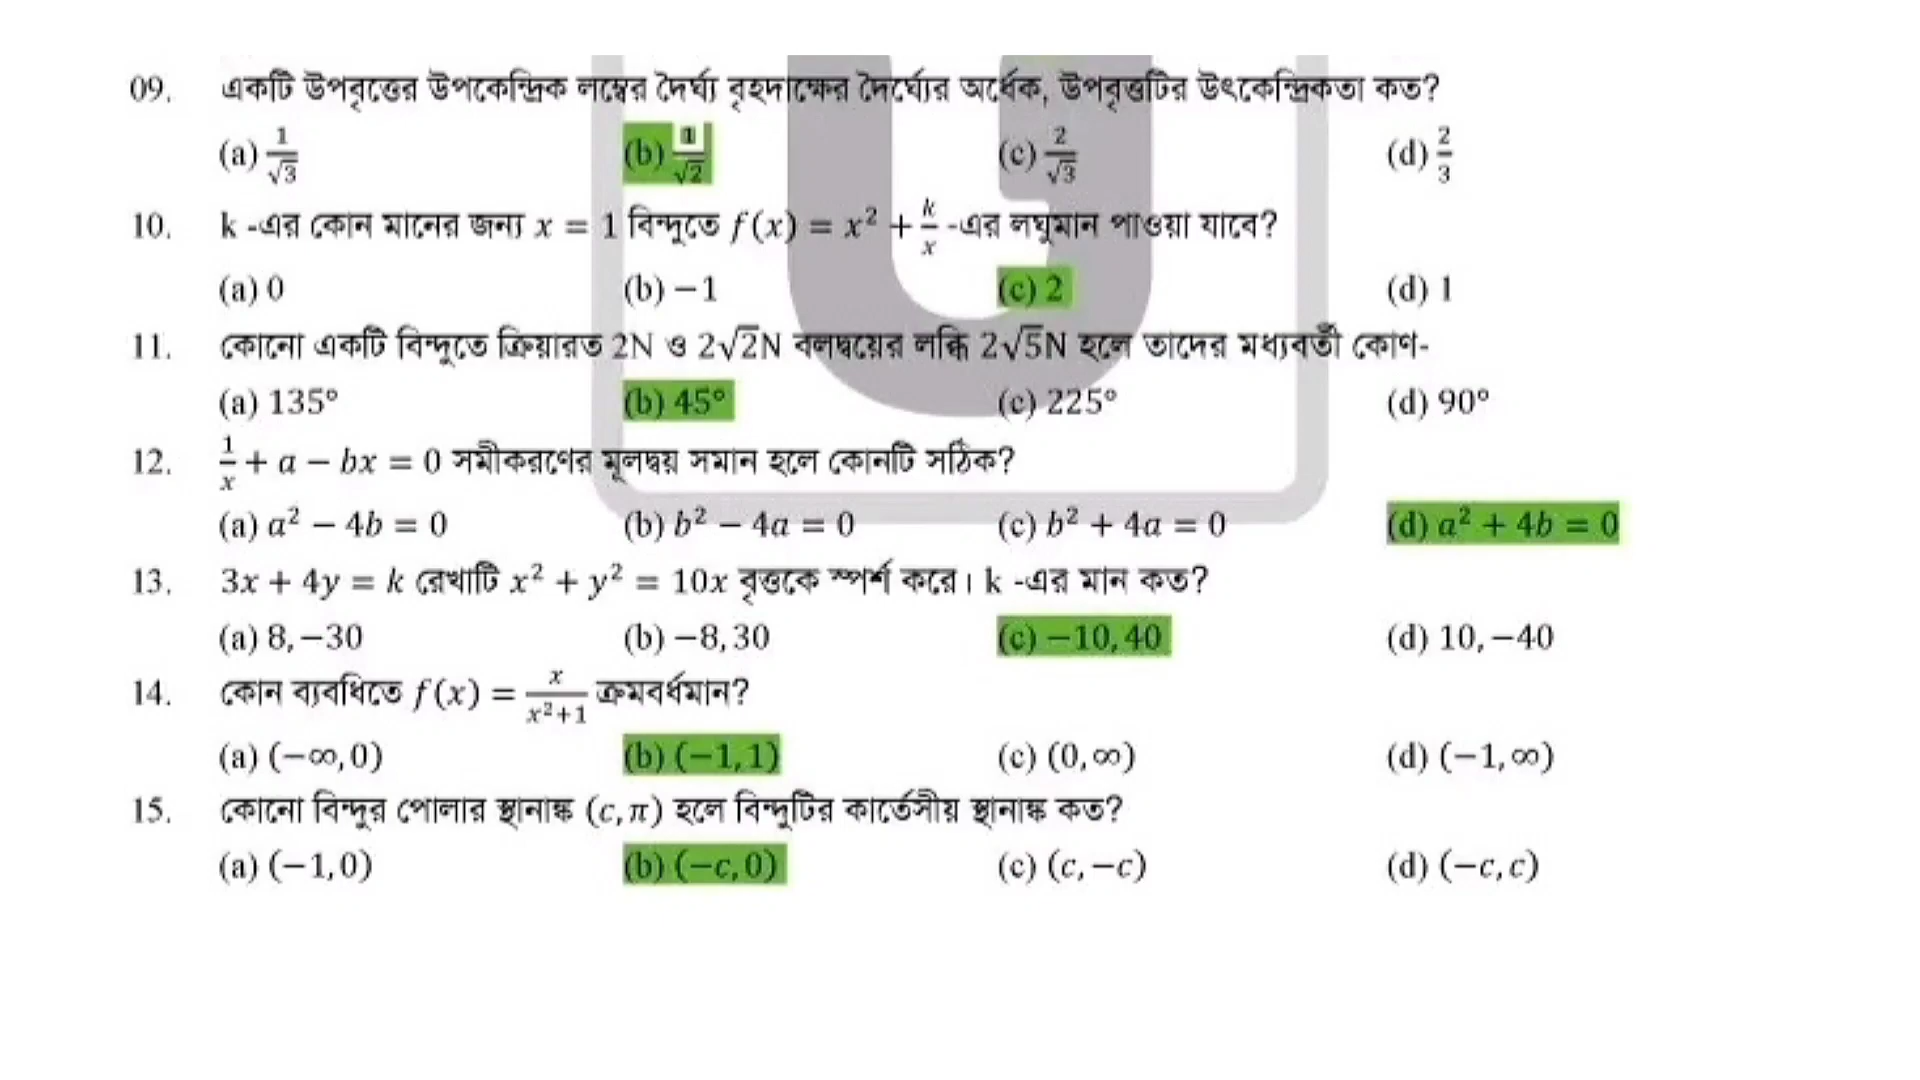 09. একটি উপবৃত্তের উপকেন্দ্রিক লম্বের দৈর্ঘ্য বৃহদাক্ষের দৈর্ঘ্যের অর্ধেক, উপবৃত্তটির উৎকেন্দ্রিকতা কত?
(a) 1/√3 (b) 1/√2 (c) 2/√3 (d) 2/3
10. k -এর কোন মানের জন্য x = 1 বিন্দুতে f(x) = x² + k/x -এর লঘুমান পাওয়া যাবে?
(a) 0 (b) −1 (c) 2 (d) 1
11. কোনো একটি বিন্দুতে ক্রিয়ারত 2N ও 2√2N বলদ্বয়ের লব্ধি 2√5N হলে তাদের মধ্যবর্তী কোণ-
(a) 135° (b) 45° (c) 225° (d) 90°
12. 1/x + a − bx = 0 সমীকরণের মূলদ্বয় সমান হলে কোনটি সঠিক?
(a) a² − 4b = 0 (b) b² − 4a = 0 (c) b² + 4a = 0 (d) a² + 4b = 0
13. 3x + 4y = k রেখাটি x² + y² = 10x বৃত্তকে স্পর্শ করে। k -এর মান কত?
(a) 8, −30 (b) −8, 30 (c) −10, 40 (d) 10, −40
14. কোন ব্যবধিতে f(x) = x/(x²+1) ক্রমবর্ধমান?
(a) (−∞, 0) (b) (−1, 1) (c) (0, ∞) (d) (−1, ∞)
15. কোনো বিন্দুর পোলার স্থানাঙ্ক (c, π) হলে বিন্দুটির কার্তেসীয় স্থানাঙ্ক কত?
(a) (−1, 0) (b) (−c, 0) (c) (c, −c) (d) (−c, c)